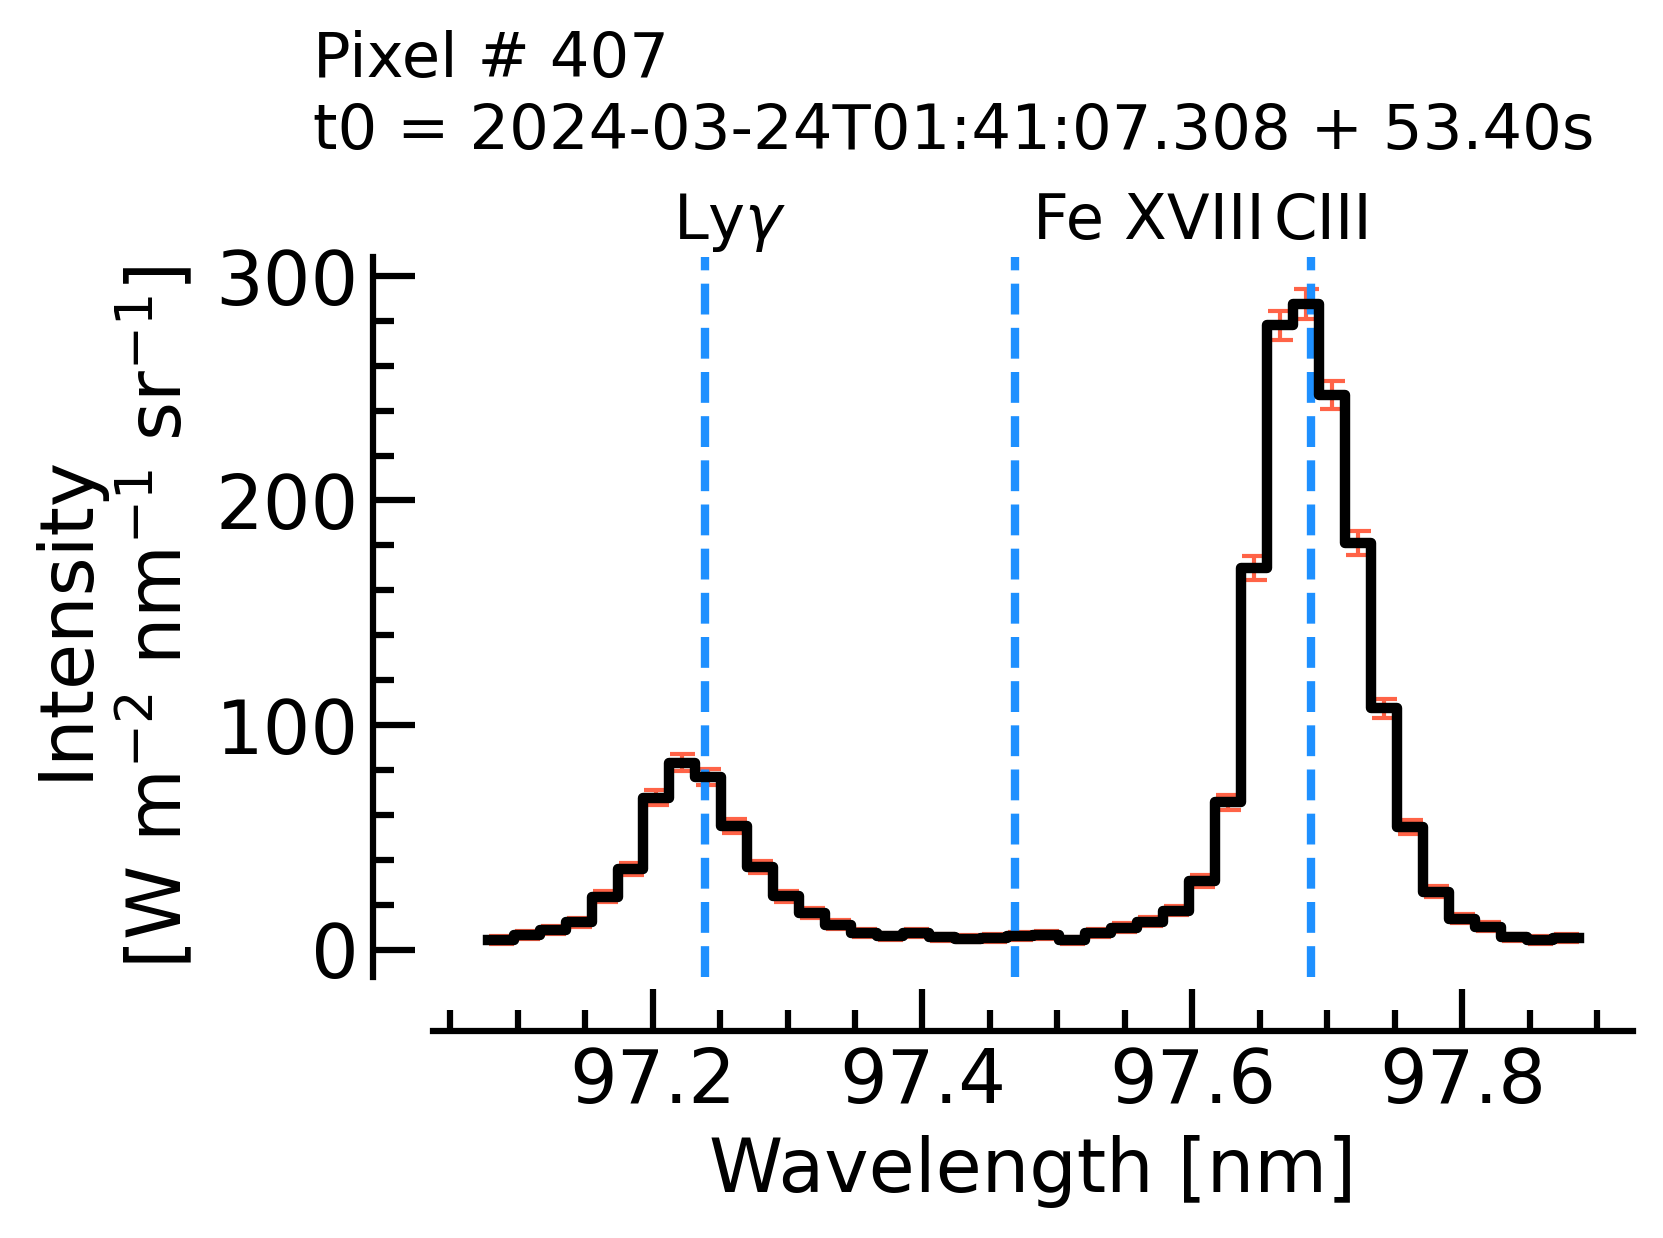 Pixel # 407
t0 = 2024-03-24T01:41:07.308 + 53.40s
Lyγ Fe XVIII CIII
Intensity
[W m⁻² nm⁻¹ sr⁻¹]
300
200
100
0
97.2 97.4 97.6 97.8
Wavelength [nm]